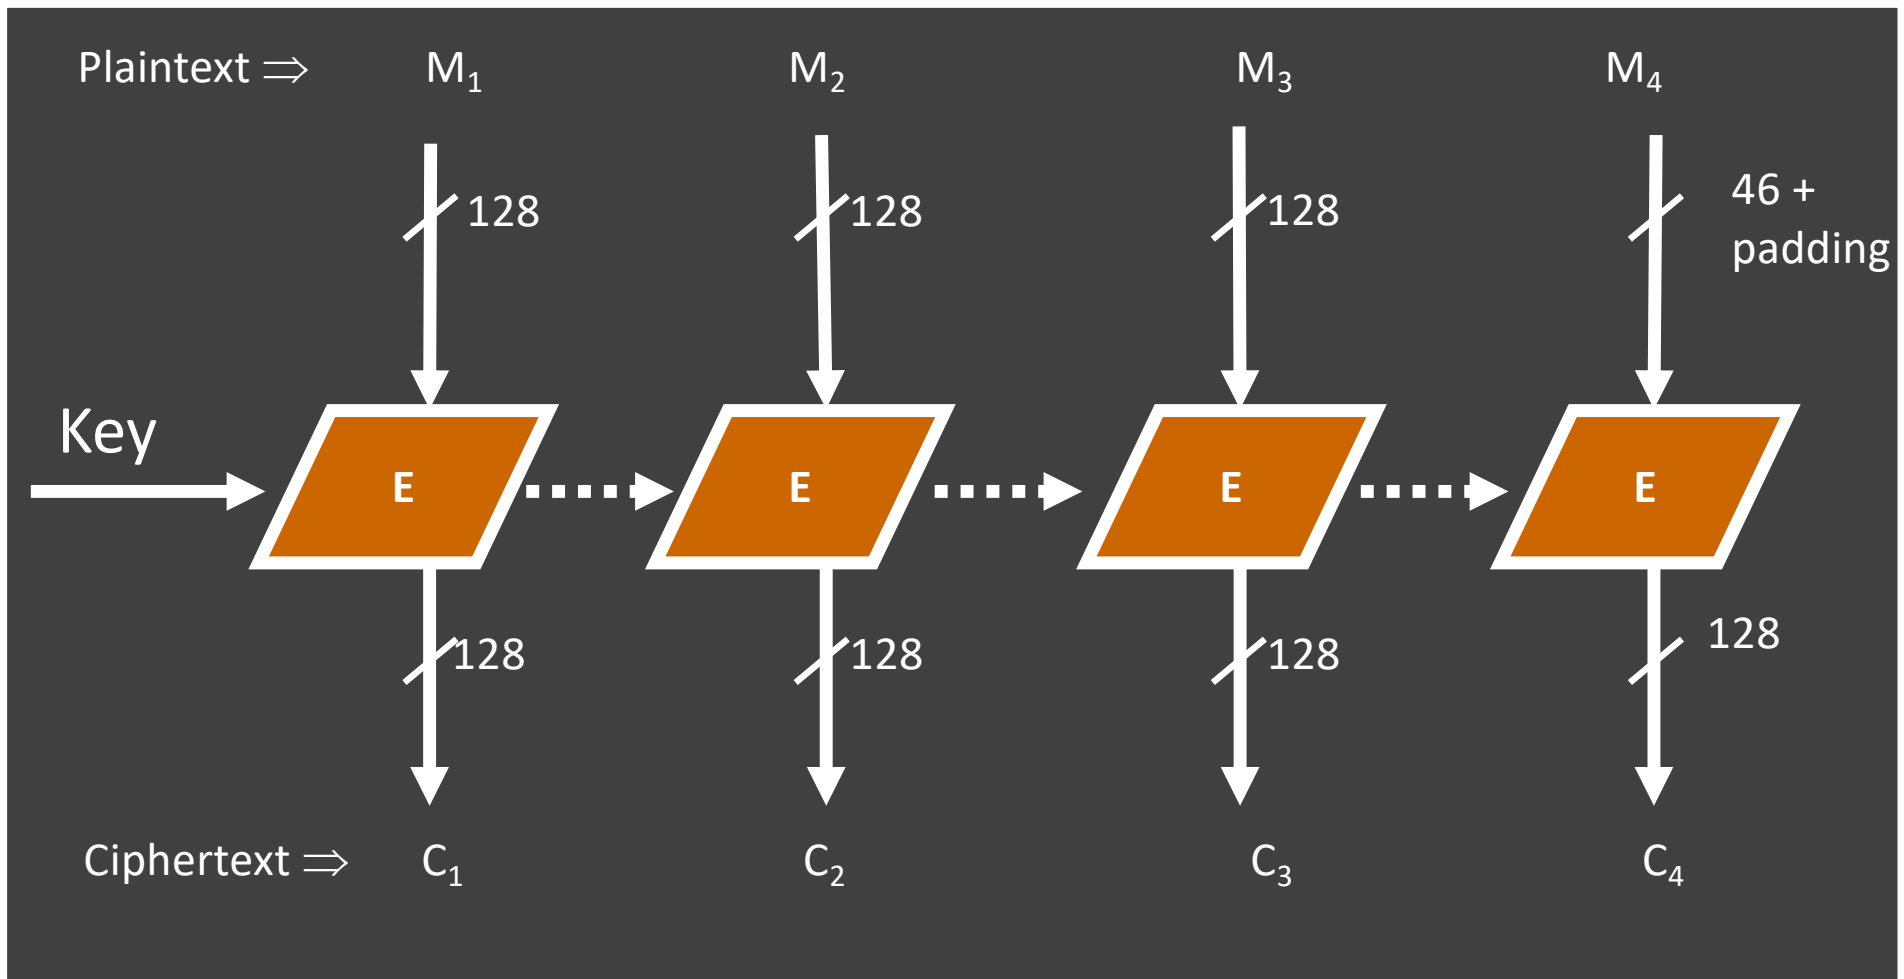 Plaintext ⇒ M₁ M₂ M₃ M₄
128 128 128 46 +
padding
Key
E E E E
128 128 128 128
Ciphertext ⇒ C₁ C₂ C₃ C₄